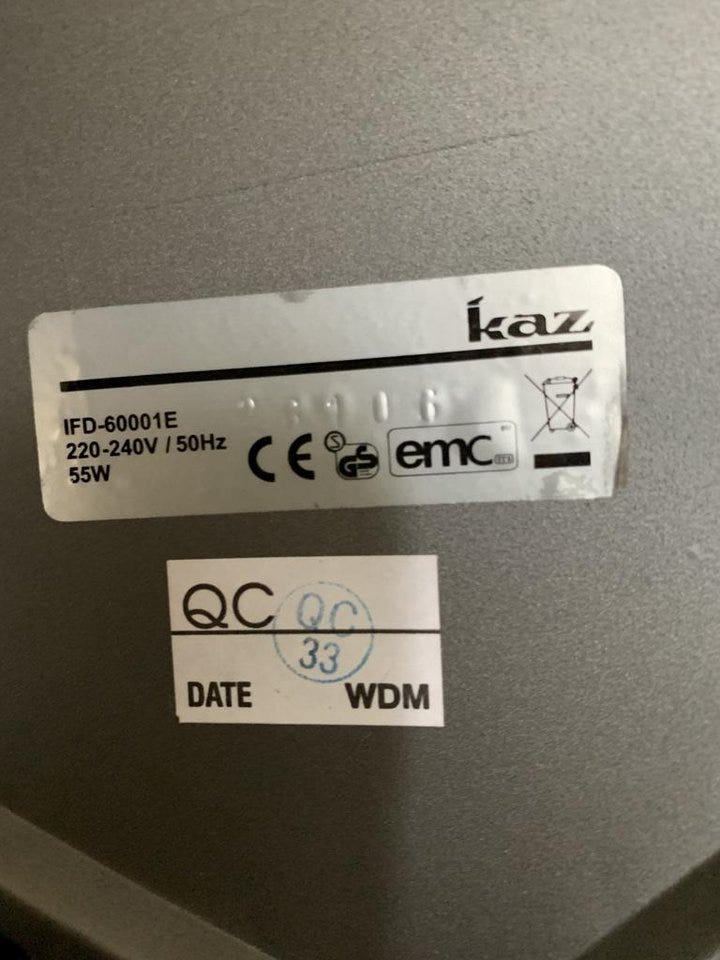 kaz
IFD-60001E
220-240V / 50Hz
55W
CE
S
GS
emc
QC
QC
33
DATE WDM